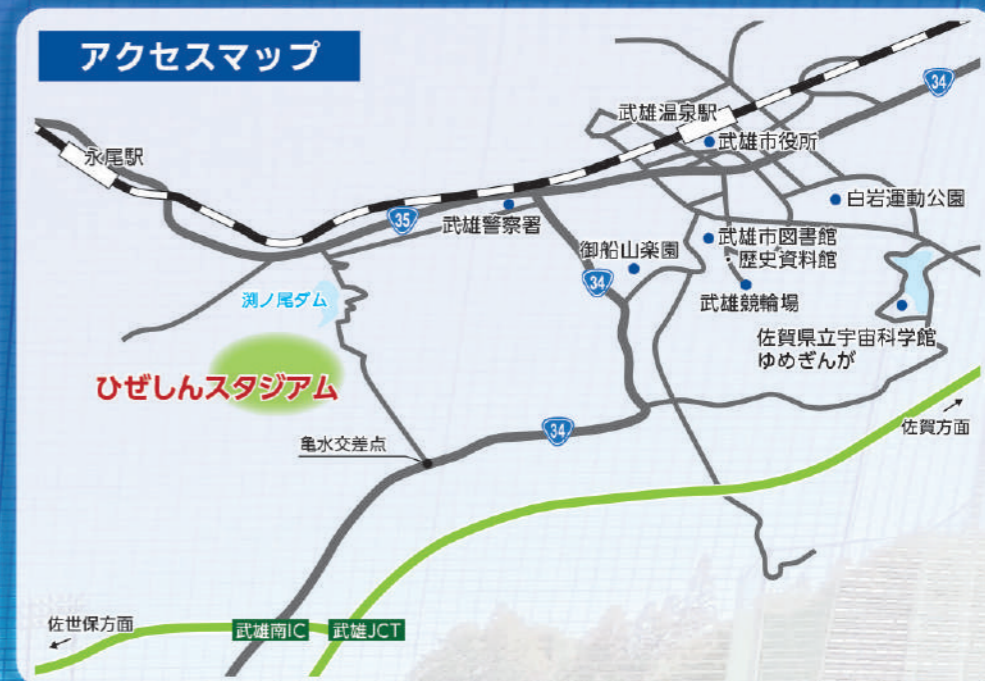 アクセスマップ
34
武雄温泉駅
武雄市役所
永尾駅
白岩運動公園
35
武雄警察署
武雄市図書館
・歴史資料館
御船山楽園
34
渕ノ尾ダム
武雄競輪場
佐賀県立宇宙科学館
ゆめぎんが
ひぜしんスタジアム
佐賀方面
34
亀水交差点
佐世保方面
武雄南IC
武雄JCT